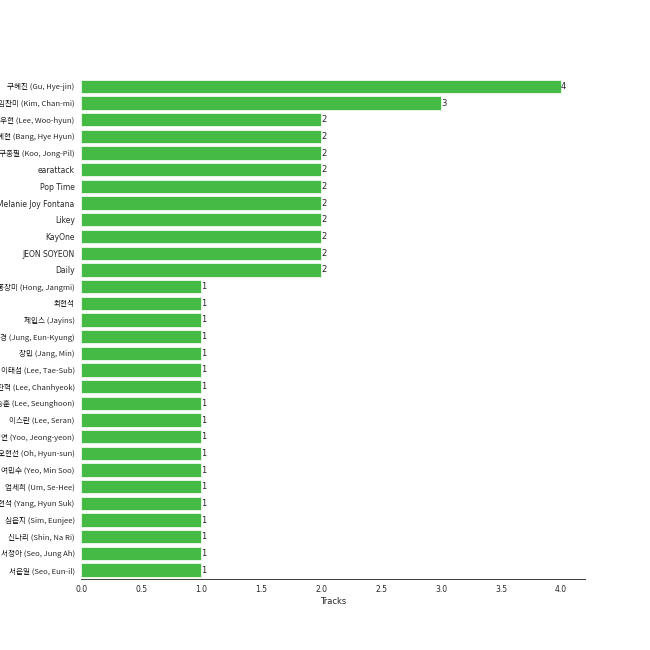 구혜진 (Gu, Hye-jin) 4
김찬미 (Kim, Chan-mi) 3
우현 (Lee, Woo-hyun) 2
혜현 (Bang, Hye Hyun) 2
구종필 (Koo, Jong-Pil) 2
earattack 2
Pop Time 2
Melanie Joy Fontana 2
Likey 2
KayOne 2
JEON SOYEON 2
Daily 2
홍장미 (Hong, Jangmi) 1
최현석 1
제입스 (Jayins) 1
경 (Jung, Eun-Kyung) 1
장민 (Jang, Min) 1
이태섭 (Lee, Tae-Sub) 1
찬혁 (Lee, Chanhyeok) 1
승훈 (Lee, Seunghoon) 1
이스란 (Lee, Seran) 1
연 (Yoo, Jeong-yeon) 1
오현선 (Oh, Hyun-sun) 1
여민수 (Yeo, Min Soo) 1
엄세희 (Um, Se-Hee) 1
현석 (Yang, Hyun Suk) 1
심은지 (Sim, Eunjee) 1
신나리 (Shin, Na Ri) 1
서정아 (Seo, Jung Ah) 1
서은일 (Seo, Eun-il) 1
0.0 0.5 1.0 1.5 2.0 2.5 3.0 3.5 4.0
Tracks